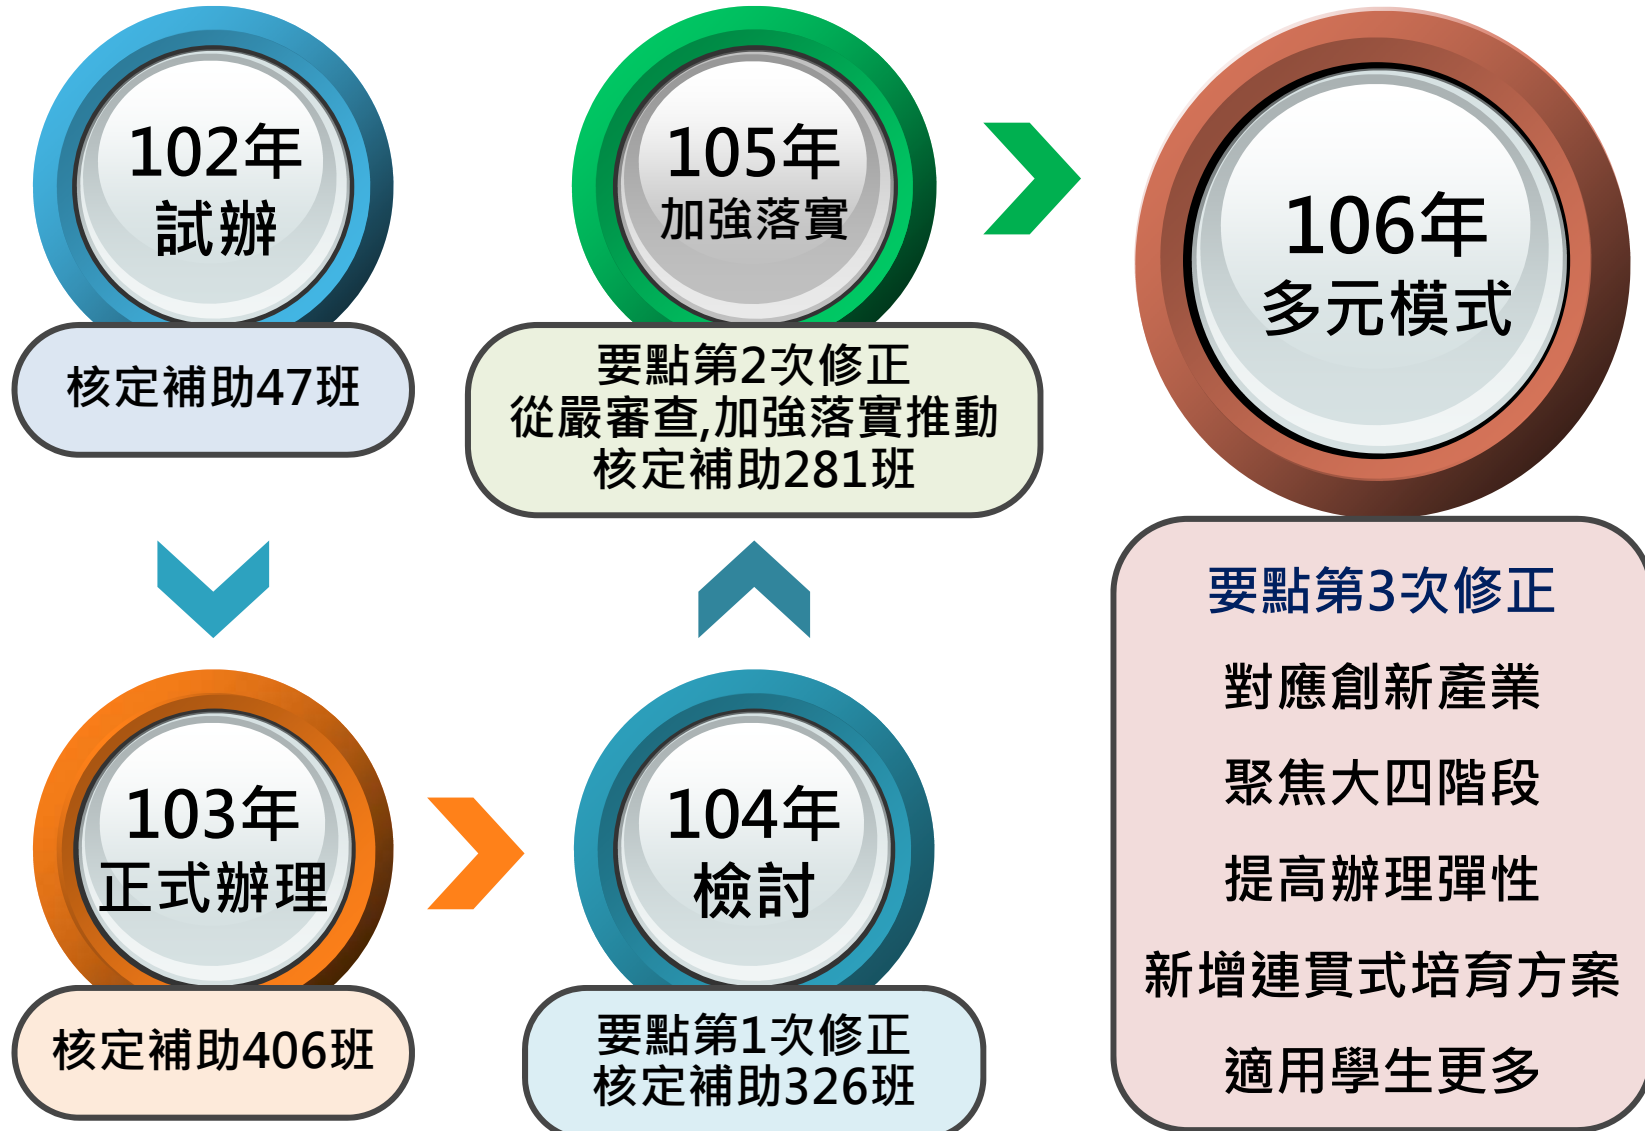 102年
試辦
核定補助47班
103年
正式辦理
核定補助406班
104年
檢討
要點第1次修正
核定補助326班
105年
加強落實
要點第2次修正
從嚴審查,加強落實推動
核定補助281班
106年
多元模式
要點第3次修正
對應創新產業
聚焦大四階段
提高辦理彈性
新增連貫式培育方案
適用學生更多